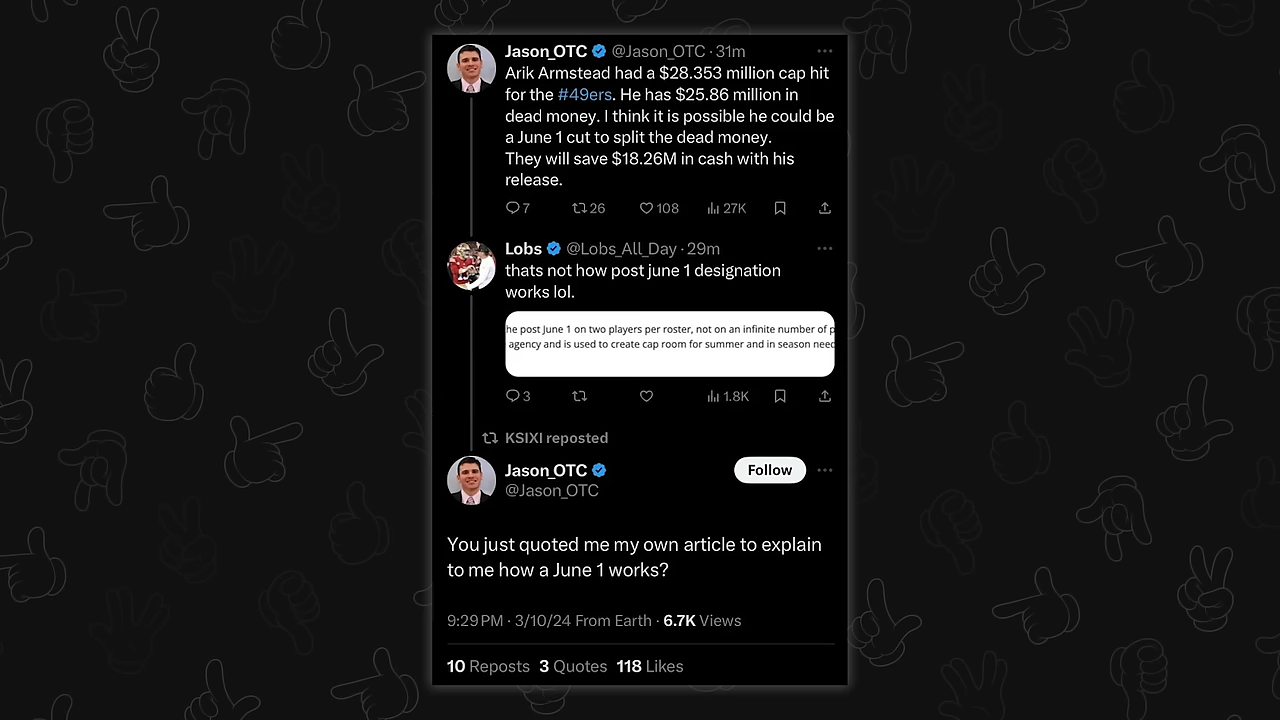 Jason_OTC @Jason_OTC · 31m
Arik Armstead had a $28.353 million cap hit
for the #49ers. He has $25.86 million in
dead money. I think it is possible he could be
a June 1 cut to split the dead money.
They will save $18.26M in cash with his
release.
7 26 108 27K
Lobs @Lobs_All_Day · 29m
thats not how post june 1 designation
works lol.
he post June 1 on two players per roster, not on an infinite number of p
agency and is used to create cap room for summer and in season need
3 1.8K
KSIXI reposted
Jason_OTC
Follow
@Jason_OTC
You just quoted me my own article to explain
to me how a June 1 works?
9:29 PM · 3/10/24 From Earth · 6.7K Views
10 Reposts 3 Quotes 118 Likes